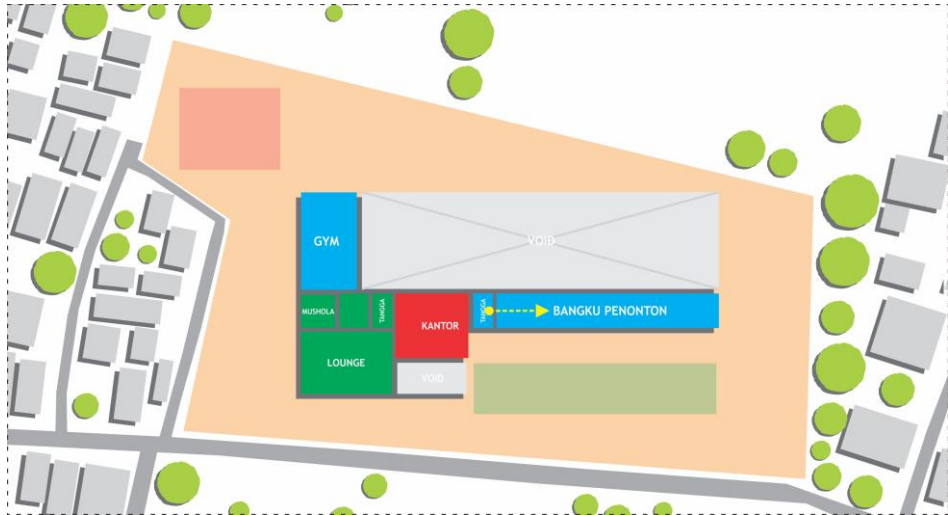 GYM
VOID
MUSHOLA
TANGGA
KANTOR
TANGGA
BANGKU PENONTON
LOUNGE
VOID